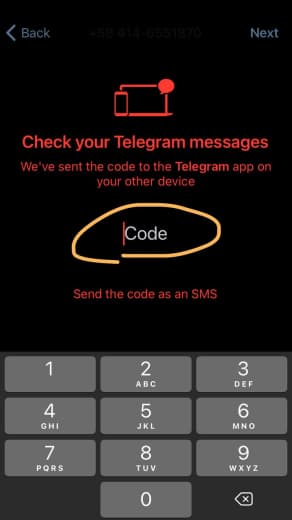 Back
+58 414-6551870
Next
Check your Telegram messages
We've sent the code to the Telegram app on
your other device
Code
Send the code as an SMS
1
2
ABC
3
DEF
4
GHI
5
JKL
6
MNO
7
PQRS
8
TUV
9
WXYZ
0